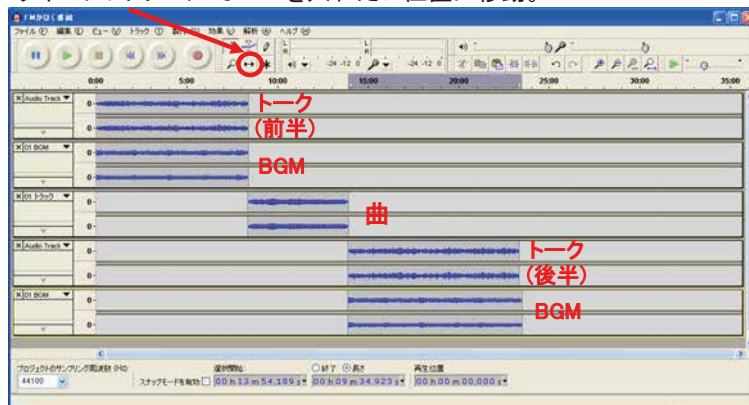 FMかほく番組
ファイル(F) 編集(E) ビュー(V) トラック(T) 効果(C) 解析(A) ヘルプ(H)
L
R
L
R
-24 -12 0
-24 -12 0
0:00 5:00 10:00 15:00 20:00 25:00 30:00 35:00
Audio Track
トーク
(前半)
01 BGM
BGM
01 トラック
曲
Audio Track
トーク
(後半)
01 BGM
BGM
プロジェクトのサンプリング周波数 (Hz): 選択開始: 終了 長さ 再生位置
44100 スナップモードを有効 00 h 13 m 54.189 s 00 h 09 m 34.923 s 00 h 00 m 00.000 s